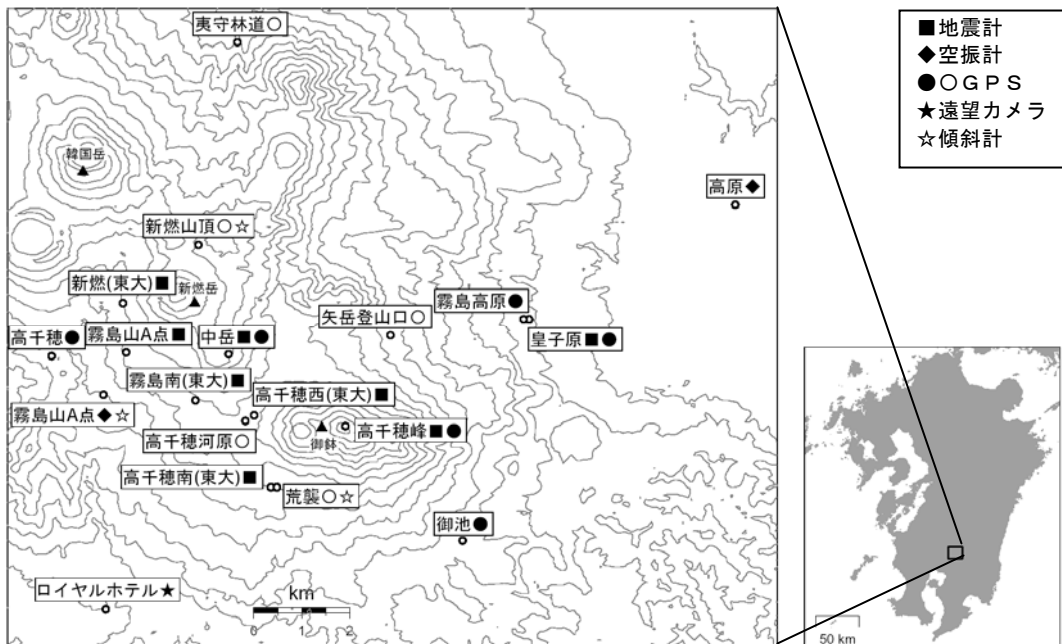 夷守林道○
韓国岳
高原◆
新燃山頂○☆
新燃(東大)■
新燃岳
霧島高原●
矢岳登山口○
皇子原■●
高千穂●
霧島山A点■
中岳■●
霧島南(東大)■
高千穂西(東大)■
霧島山A点◆☆
高千穂河原○
御鉢
高千穂峰■●
高千穂南(東大)■
荒襲○☆
御池●
ロイヤルホテル★
km
0 1 2
■地震計
◆空振計
●○GPS
★遠望カメラ
☆傾斜計
50 km